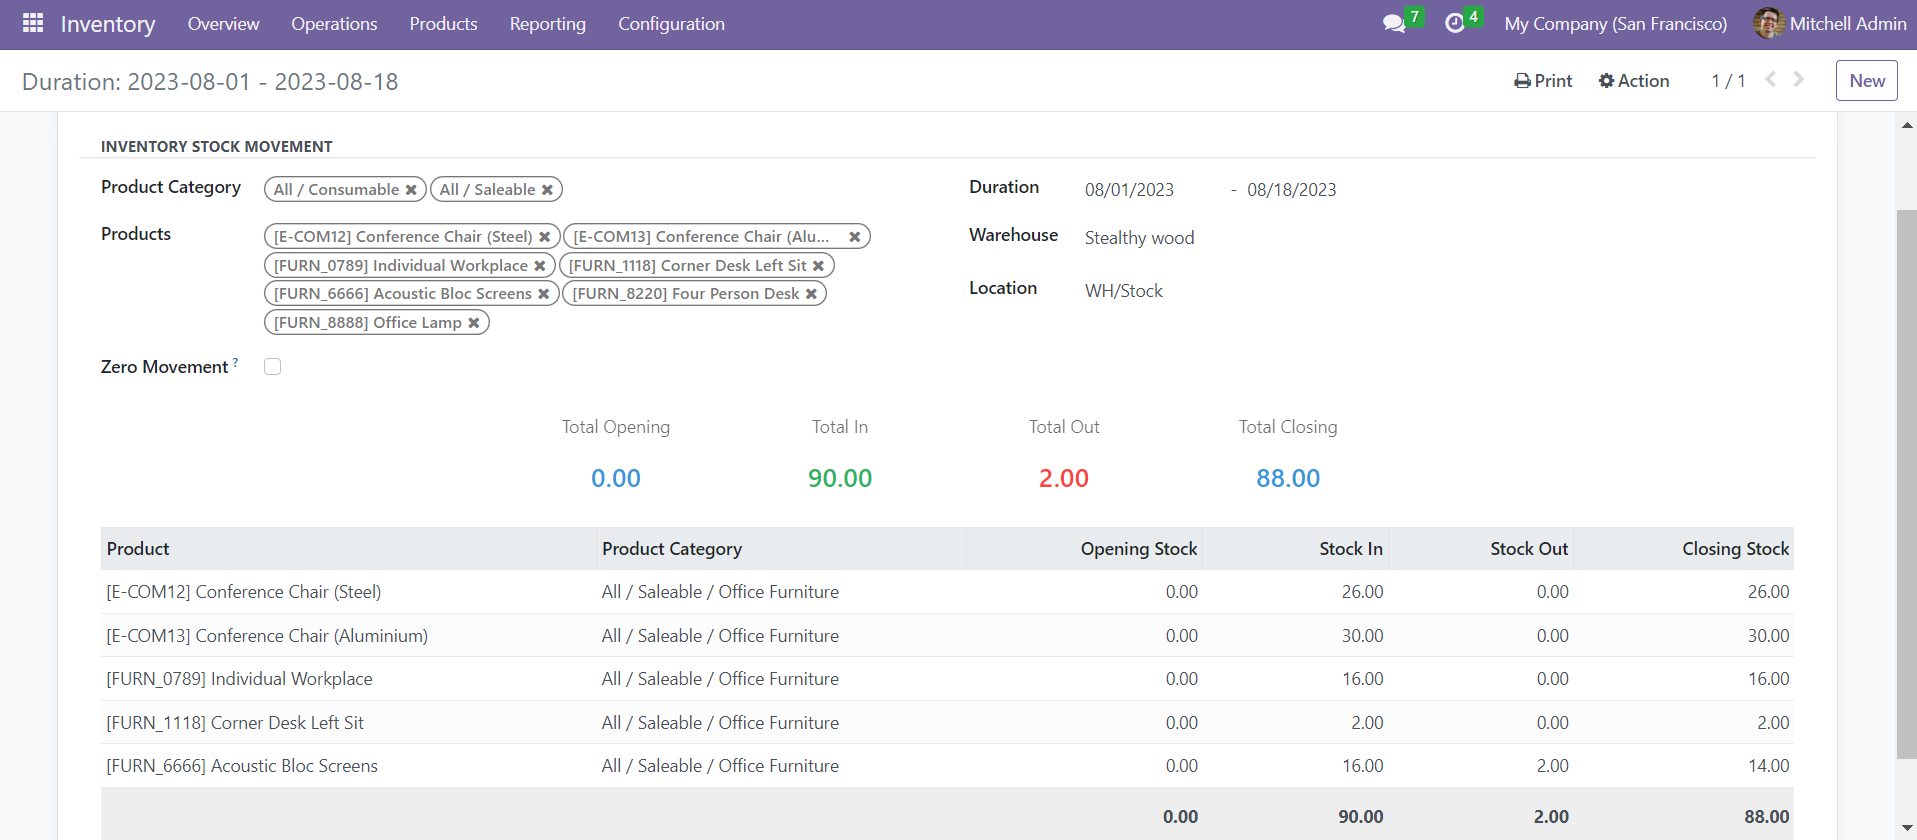 Inventory Overview Operations Products Reporting Configuration 7 4 My Company (San Francisco) Mitchell Admin
Duration: 2023-08-01 - 2023-08-18 Print Action 1 / 1 New
INVENTORY STOCK MOVEMENT
Product Category All / Consumable ✖ All / Saleable ✖ Duration 08/01/2023 - 08/18/2023
Products [E-COM12] Conference Chair (Steel) ✖ [E-COM13] Conference Chair (Alu... ✖ Warehouse Stealthy wood
[FURN_0789] Individual Workplace ✖ [FURN_1118] Corner Desk Left Sit ✖
[FURN_6666] Acoustic Bloc Screens ✖ [FURN_8220] Four Person Desk ✖ Location WH/Stock
[FURN_8888] Office Lamp ✖
Zero Movement ?
Total Opening Total In Total Out Total Closing
0.00 90.00 2.00 88.00
Product Product Category Opening Stock Stock In Stock Out Closing Stock
[E-COM12] Conference Chair (Steel) All / Saleable / Office Furniture 0.00 26.00 0.00 26.00
[E-COM13] Conference Chair (Aluminium) All / Saleable / Office Furniture 0.00 30.00 0.00 30.00
[FURN_0789] Individual Workplace All / Saleable / Office Furniture 0.00 16.00 0.00 16.00
[FURN_1118] Corner Desk Left Sit All / Saleable / Office Furniture 0.00 2.00 0.00 2.00
[FURN_6666] Acoustic Bloc Screens All / Saleable / Office Furniture 0.00 16.00 2.00 14.00
0.00 90.00 2.00 88.00